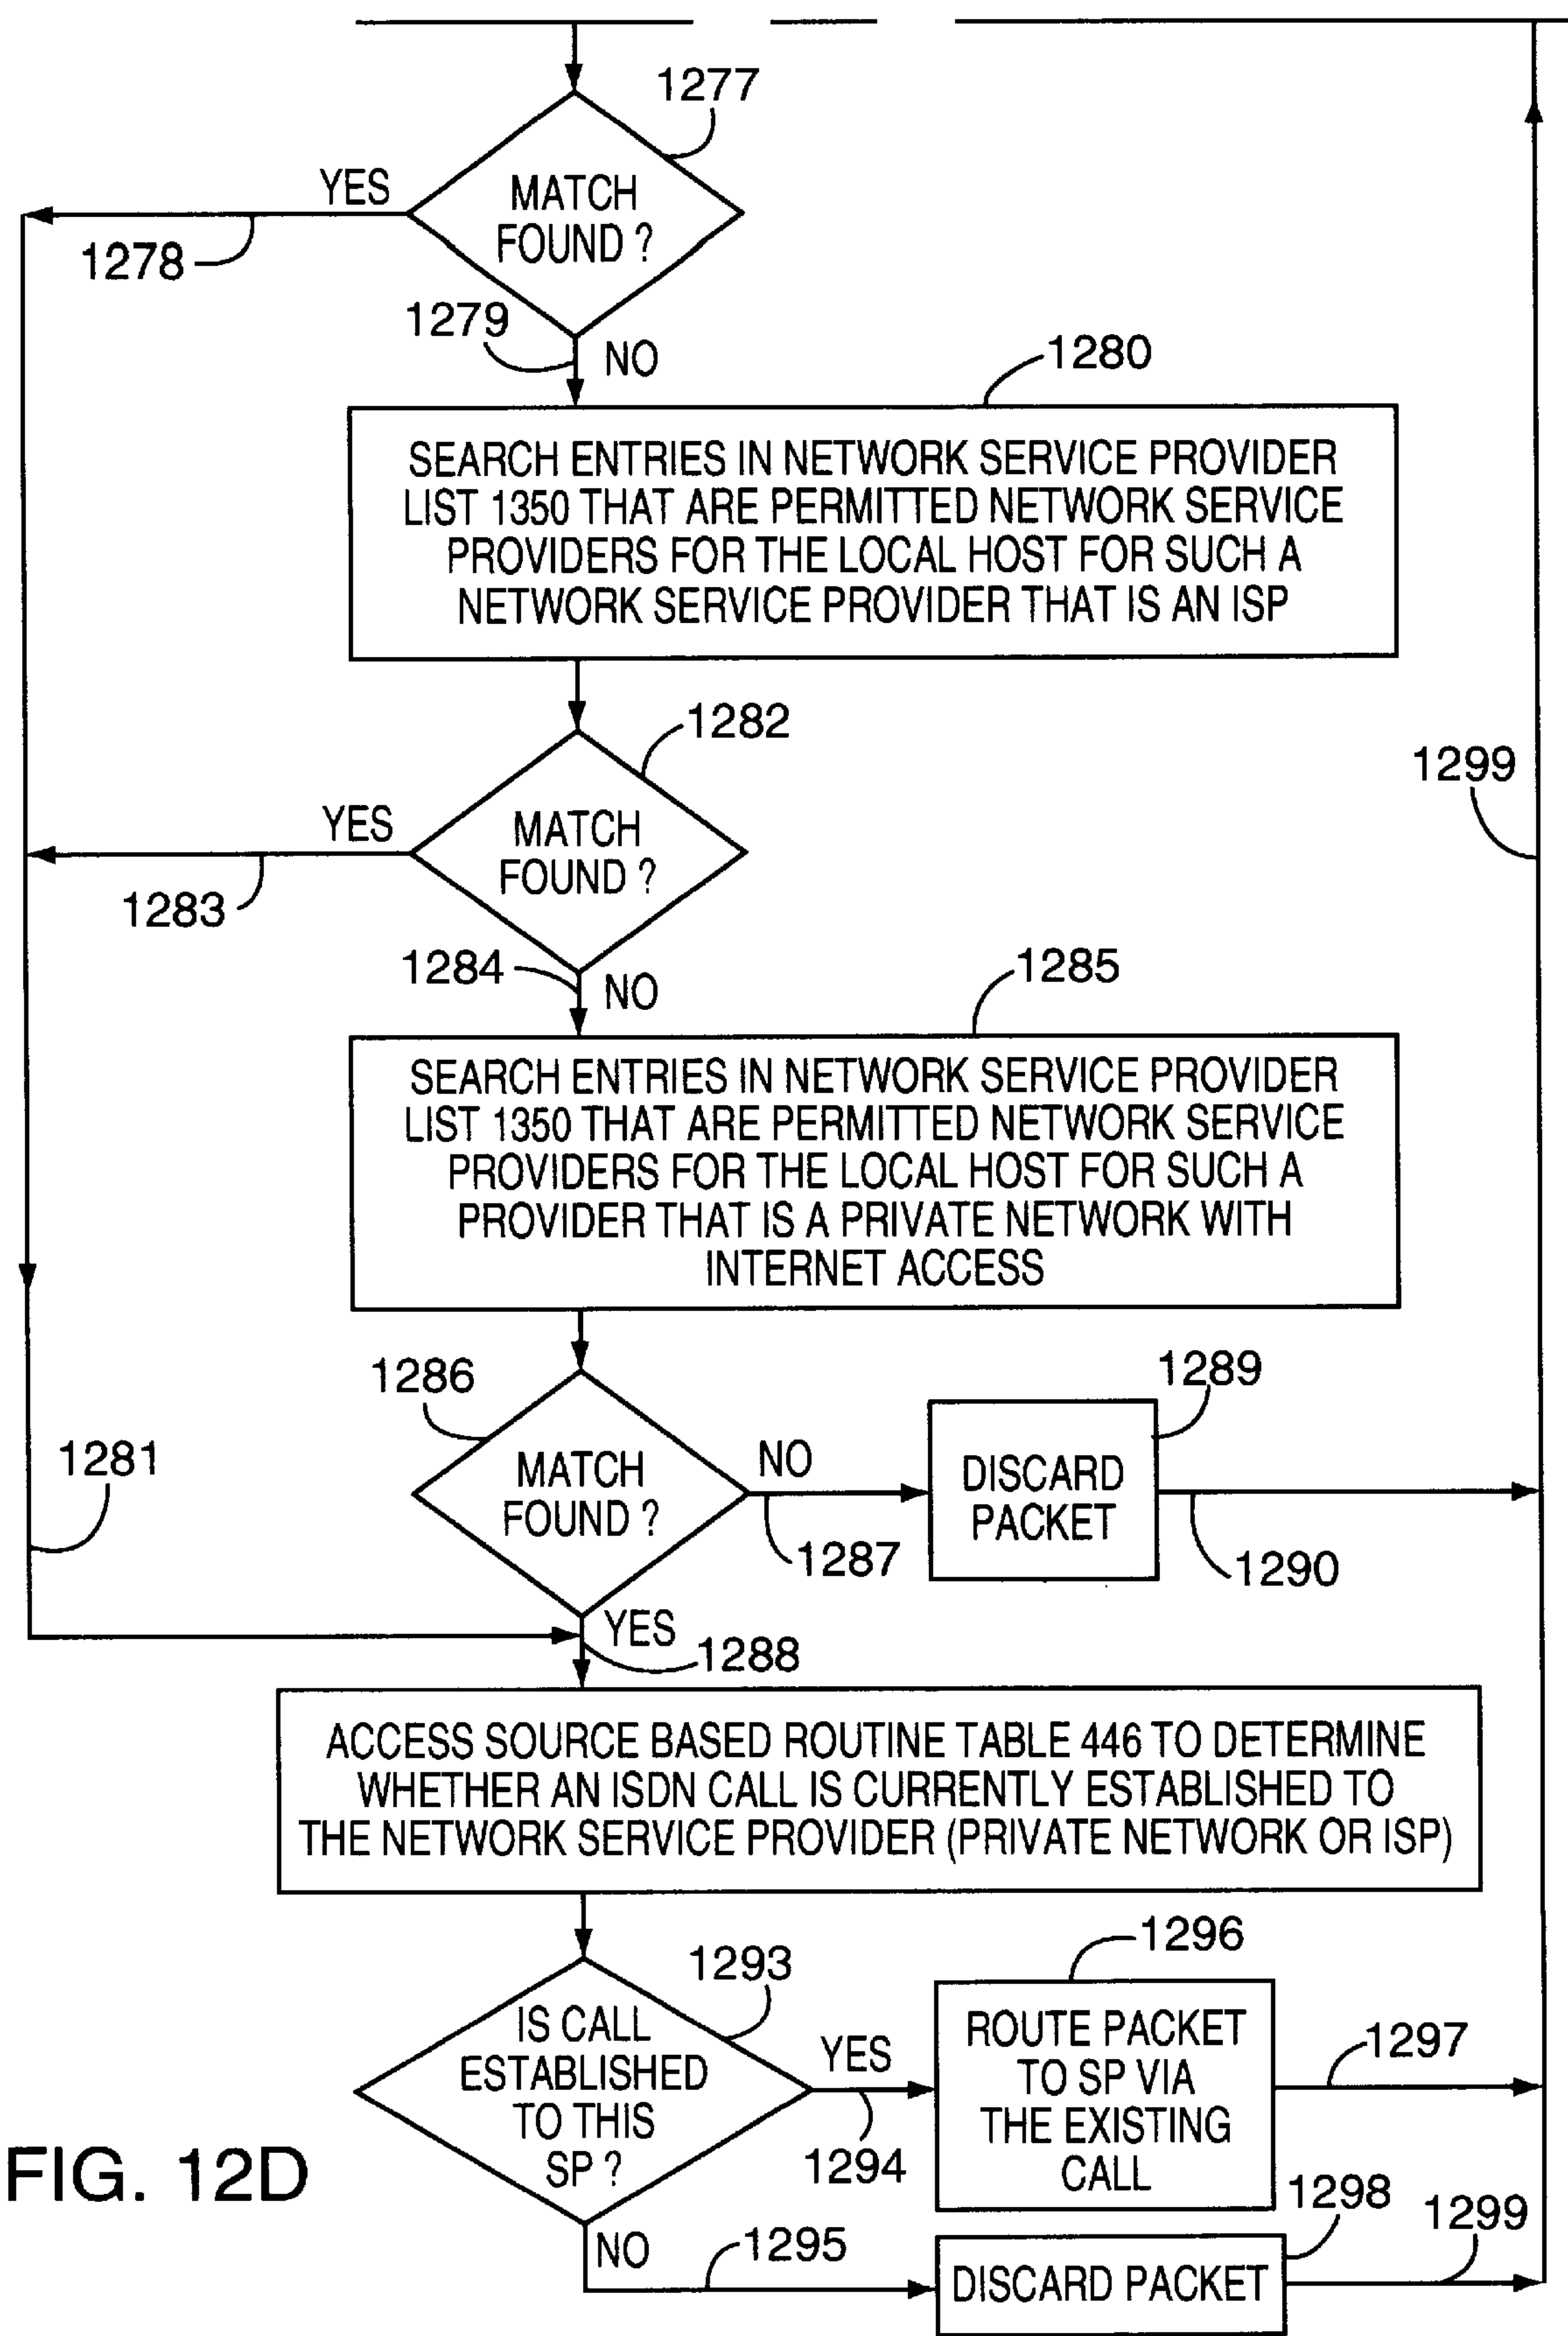 1277
YES
MATCH
FOUND ?
1278
1279
NO
1280
SEARCH ENTRIES IN NETWORK SERVICE PROVIDER
LIST 1350 THAT ARE PERMITTED NETWORK SERVICE
PROVIDERS FOR THE LOCAL HOST FOR SUCH A
NETWORK SERVICE PROVIDER THAT IS AN ISP
1282
1299
YES
MATCH
FOUND ?
1283
1284
NO
1285
SEARCH ENTRIES IN NETWORK SERVICE PROVIDER
LIST 1350 THAT ARE PERMITTED NETWORK SERVICE
PROVIDERS FOR THE LOCAL HOST FOR SUCH A
PROVIDER THAT IS A PRIVATE NETWORK WITH
INTERNET ACCESS
1286
1289
1281
MATCH
FOUND ?
NO
DISCARD
PACKET
1287
1290
YES
1288
ACCESS SOURCE BASED ROUTINE TABLE 446 TO DETERMINE
WHETHER AN ISDN CALL IS CURRENTLY ESTABLISHED TO
THE NETWORK SERVICE PROVIDER (PRIVATE NETWORK OR ISP)
1293
1296
IS CALL
ESTABLISHED
TO THIS
SP ?
YES
1294
ROUTE PACKET
TO SP VIA
THE EXISTING
CALL
1297
FIG. 12D
1298
1299
NO
1295
DISCARD PACKET